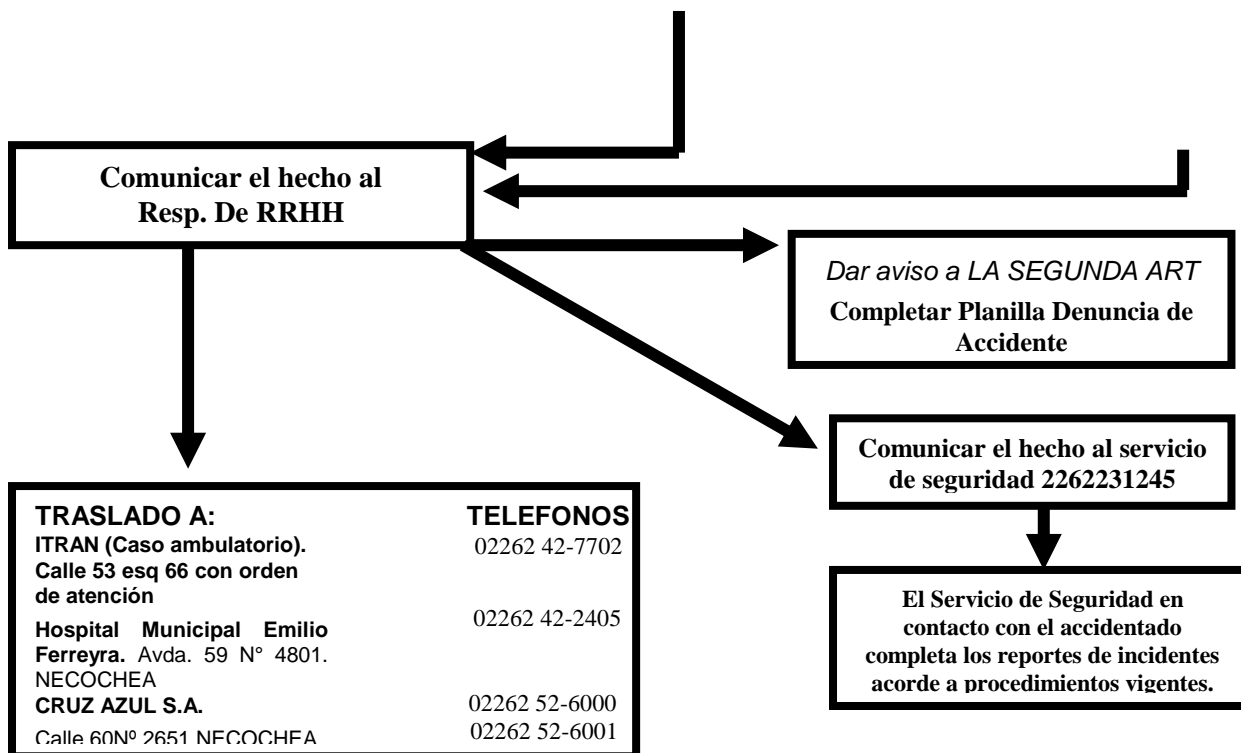 Comunicar el hecho al
Resp. De RRHH
Dar aviso a LA SEGUNDA ART
Completar Planilla Denuncia de
Accidente
Comunicar el hecho al servicio
de seguridad 2262231245
TRASLADO A: TELEFONOS
ITRAN (Caso ambulatorio). 02262 42-7702
Calle 53 esq 66 con orden
de atención
02262 42-2405
Hospital Municipal Emilio
Ferreyra. Avda. 59 N° 4801.
NECOCHEA
CRUZ AZUL S.A. 02262 52-6000
Calle 60Nº 2651 NECOCHEA 02262 52-6001
El Servicio de Seguridad en
contacto con el accidentado
completa los reportes de incidentes
acorde a procedimientos vigentes.